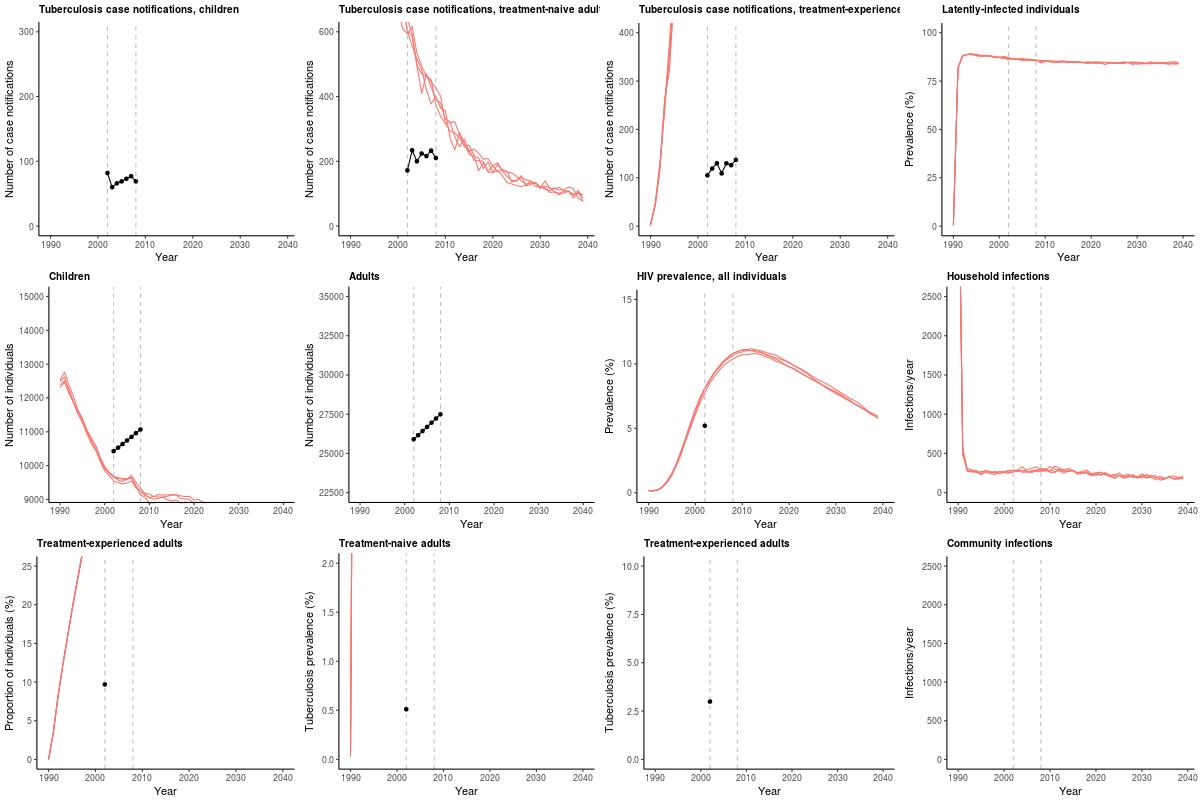 Tuberculosis case notifications, children
Number of case notifications
300
200
100
0
1990 2000 2010 2020 2030 2040
Year
Tuberculosis case notifications, treatment-naive adult
Number of case notifications
600
400
200
0
1990 2000 2010 2020 2030 2040
Year
Tuberculosis case notifications, treatment-experience
Number of case notifications
400
300
200
100
0
1990 2000 2010 2020 2030 2040
Year
Latently-infected individuals
Prevalence (%)
100
75
50
25
0
1990 2000 2010 2020 2030 2040
Year
Children
Number of individuals
15000
14000
13000
12000
11000
10000
9000
1990 2000 2010 2020 2030 2040
Year
Adults
Number of individuals
35000
32500
30000
27500
25000
22500
1990 2000 2010 2020 2030 2040
Year
HIV prevalence, all individuals
Prevalence (%)
15
10
5
0
1990 2000 2010 2020 2030 2040
Year
Household infections
Infections/year
2500
2000
1500
1000
500
0
1990 2000 2010 2020 2030 2040
Year
Treatment-experienced adults
Proportion of individuals (%)
25
20
15
10
5
0
1990 2000 2010 2020 2030 2040
Year
Treatment-naive adults
Tuberculosis prevalence (%)
2.0
1.5
1.0
0.5
0.0
1990 2000 2010 2020 2030 2040
Year
Treatment-experienced adults
Tuberculosis prevalence (%)
10.0
7.5
5.0
2.5
0.0
1990 2000 2010 2020 2030 2040
Year
Community infections
Infections/year
2500
2000
1500
1000
500
0
1990 2000 2010 2020 2030 2040
Year